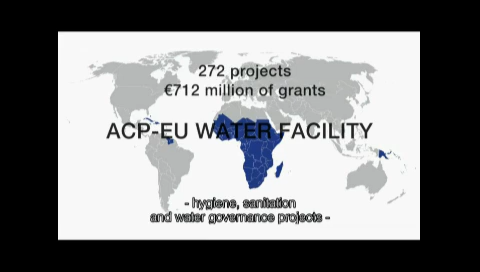 272 projects
€712 million of grants
ACP-EU WATER FACILITY
- hygiene, sanitation
and water governance projects -